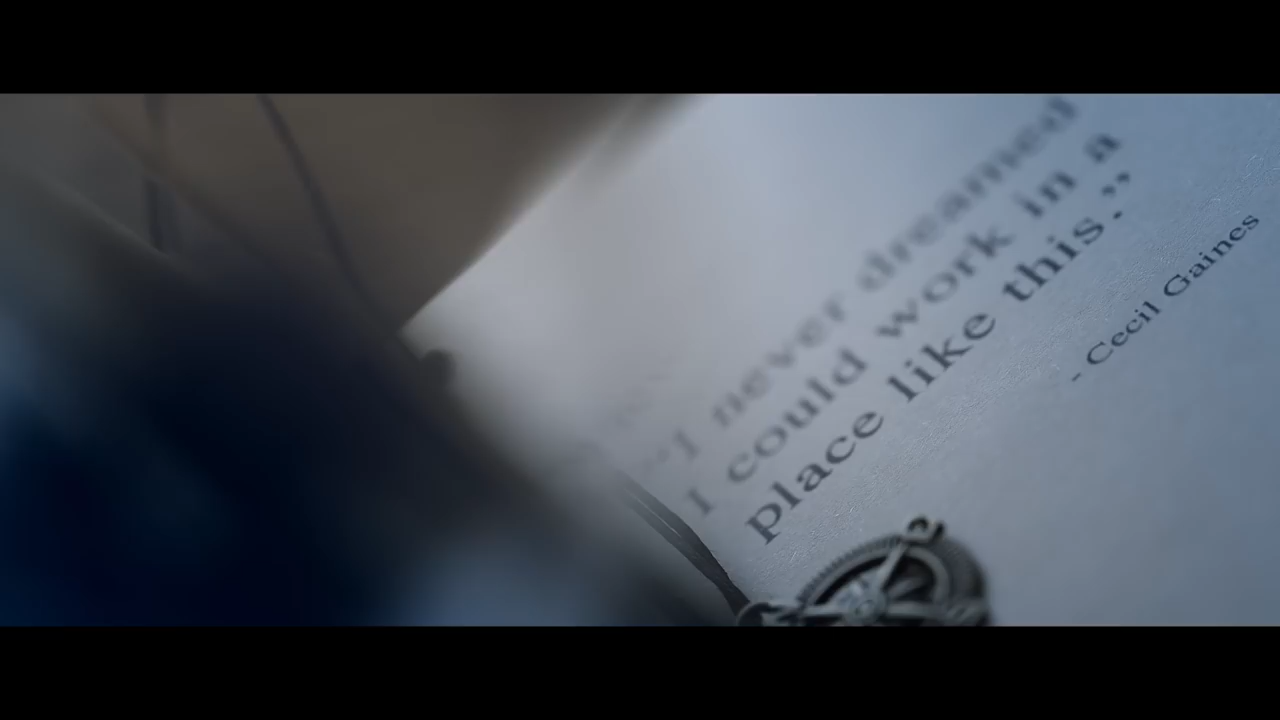 “I never dreamed
I could work in a
place like this.”
- Cecil Gaines